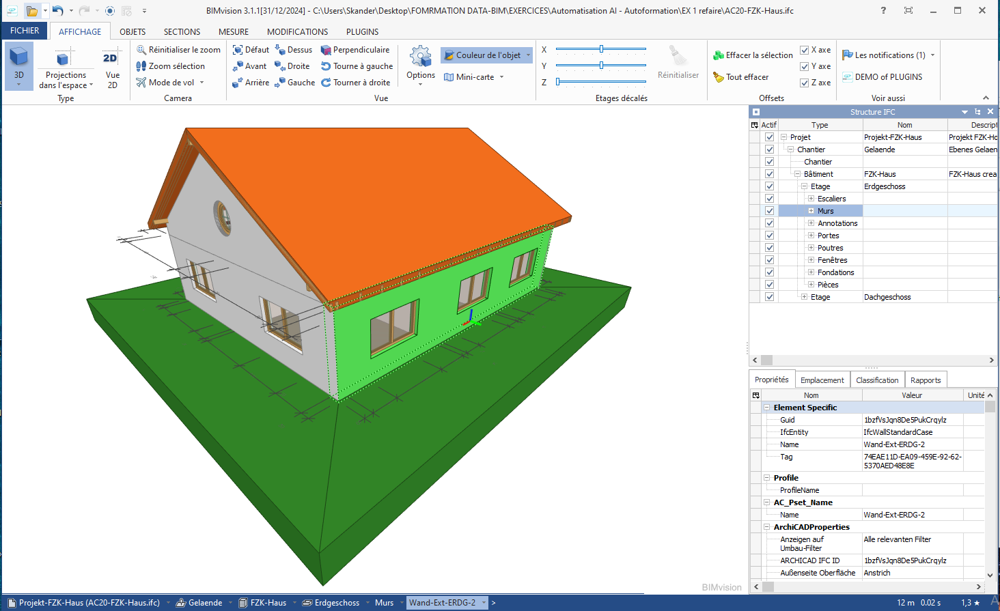 BIMvision 3.1.1[31/12/2024] - C:\Users\Skander\Desktop\FOMRMATION DATA-BIM\EXERCICES\Automatisation AI - Autoformation\EX 1 refaire\AC20-FZK-Haus.ifc
FICHIER AFFICHAGE OBJETS SECTIONS MESURE MODIFICATIONS PLUGINS
3D
Projections
dans l'espace
2D
Vue
2D
Type
Réinitialiser le zoom
Zoom sélection
Mode de vol
Camera
Défaut Dessus Perpendiculaire
Avant Droite Tourne à gauche
Arrière Gauche Tourner à droite
Vue
Options
Couleur de l'objet
Mini-carte
X
Y
Z
Réinitialiser
Etages décalés
Effacer la sélection
Tout effacer
X axe
Y axe
Z axe
Offsets
Les notifications (1)
DEMO of PLUGINS
Voir aussi
Structure IFC
Actif Type Nom Descript
Projet Projekt-FZK-Haus Projekt FZK-Ho
Chantier Gelaende Ebenes Gelaen
Chantier
Bâtiment FZK-Haus FZK-Haus crea
Etage Erdgeschoss
Escaliers
Murs
Annotations
Portes
Poutres
Fenêtres
Fondations
Pièces
Etage Dachgeschoss
Propriétés Emplacement Classification Rapports
Nom Valeur Unité
Element Specific
Guid 1bzfVsJqn8De5PukCrqylz
IfcEntity IfcWallStandardCase
Name Wand-Ext-ERDG-2
Tag 74EAE11D-EA09-459E-92-62-
5370AED48E8E
Profile
ProfileName
AC_Pset_Name
Name Wand-Ext-ERDG-2
ArchiCADProperties
Anzeigen auf Alle relevanten Filter
Umbau-Filter
ARCHICAD IFC ID 1bzfVsJqn8De5PukCrqylz
Außenseite Oberfläche Anstrich
BIMvision
Projekt-FZK-Haus (AC20-FZK-Haus.ifc) Gelaende FZK-Haus Erdgeschoss Murs Wand-Ext-ERDG-2 > 12 m 0.02 s 1,3 ★